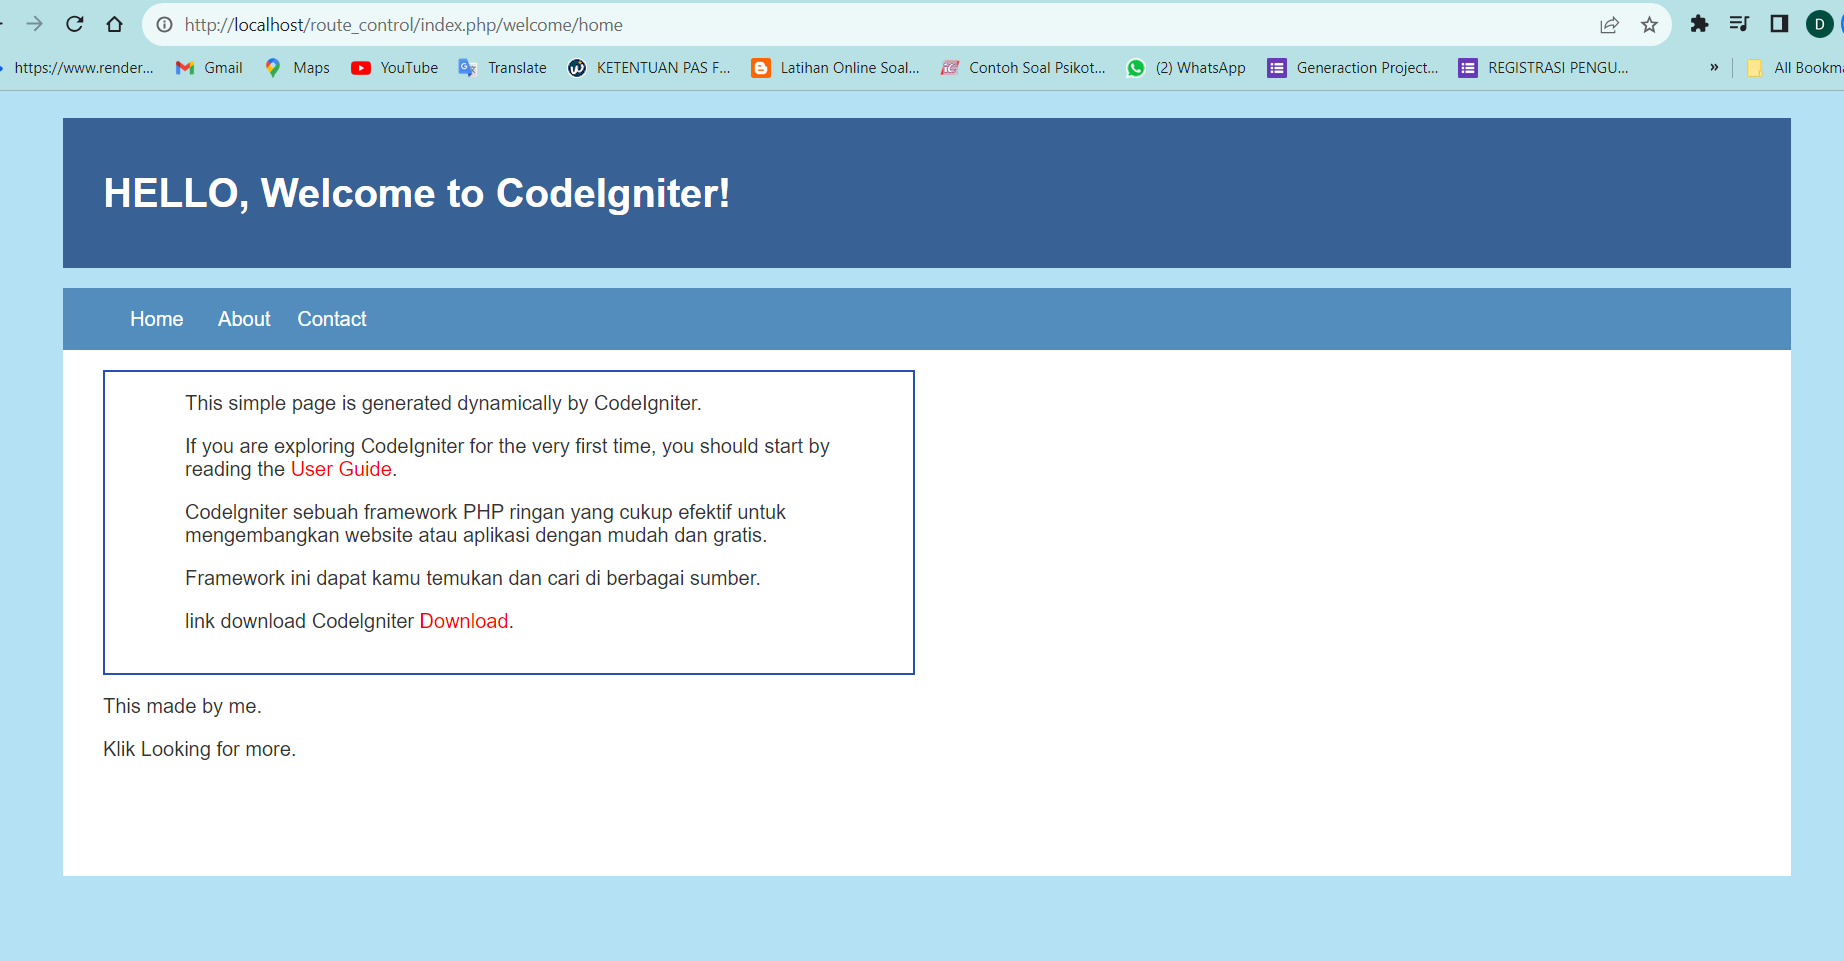 http://localhost/route_control/index.php/welcome/home
D
https://www.render... Gmail Maps YouTube Translate KETENTUAN PAS F... Latihan Online Soal... Contoh Soal Psikot... (2) WhatsApp Generaction Project... REGISTRASI PENGU... » All Bookma
HELLO, Welcome to CodeIgniter!
Home About Contact
This simple page is generated dynamically by CodeIgniter.
If you are exploring CodeIgniter for the very first time, you should start by
reading the User Guide.
CodeIgniter sebuah framework PHP ringan yang cukup efektif untuk
mengembangkan website atau aplikasi dengan mudah dan gratis.
Framework ini dapat kamu temukan dan cari di berbagai sumber.
link download CodeIgniter Download.
This made by me.
Klik Looking for more.